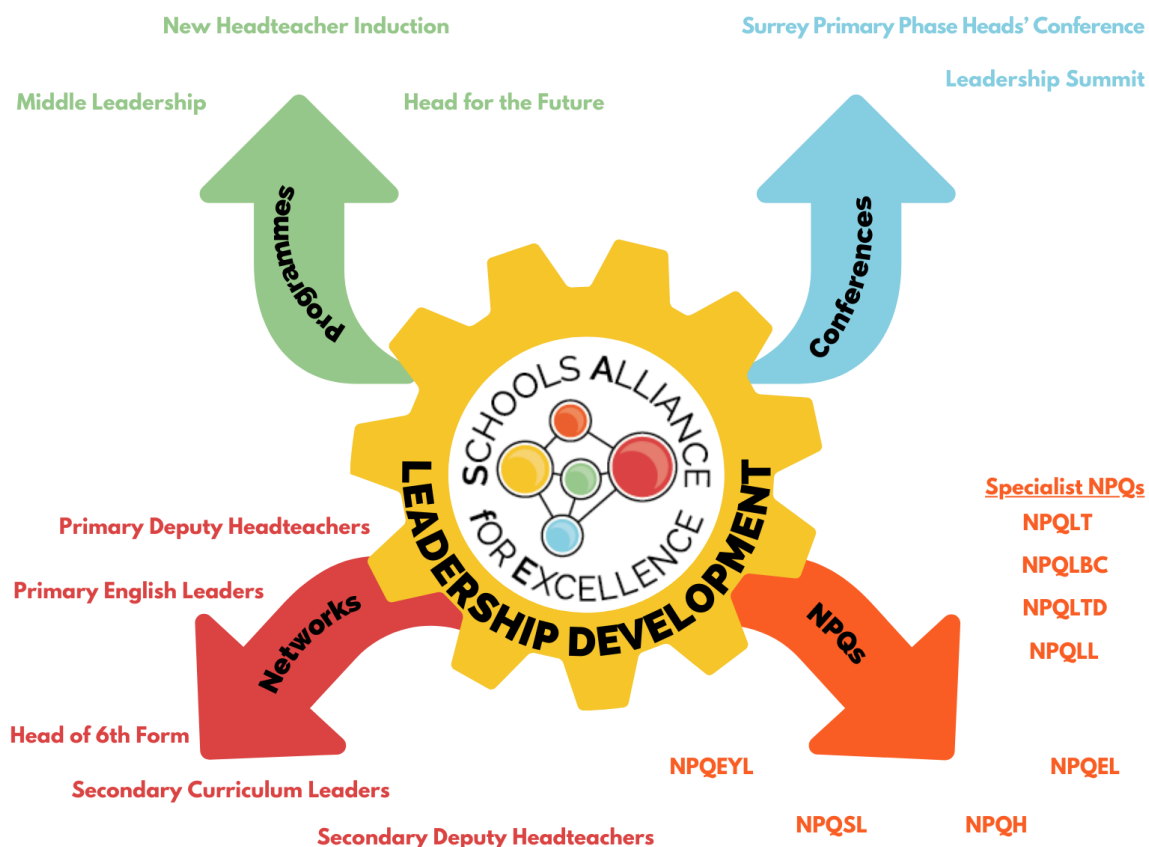 New Headteacher Induction
Surrey Primary Phase Heads’ Conference
Leadership Summit
Middle Leadership
Head for the Future
Programmes
Conferences
SCHOOLS ALLIANCE
fOR EXCELLENCE
LEADERSHIP DEVELOPMENT
Primary Deputy Headteachers
Primary English Leaders
Networks
Head of 6th Form
Secondary Curriculum Leaders
Secondary Deputy Headteachers
NPQs
Specialist NPQs
NPQLT
NPQLBC
NPQLTD
NPQLL
NPQEYL
NPQEL
NPQSL
NPQH